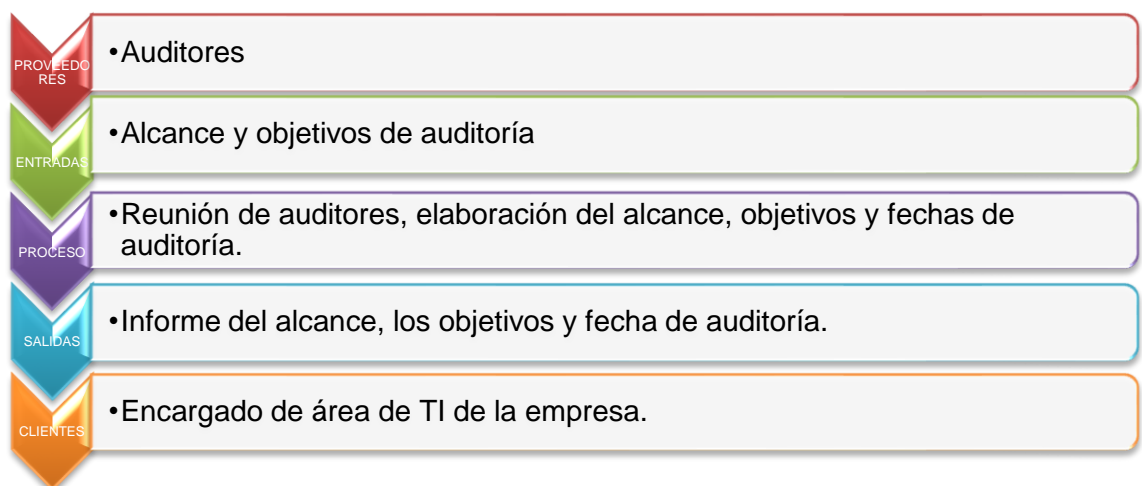 PROVEEDO
RES
•Auditores
ENTRADAS
•Alcance y objetivos de auditoría
PROCESO
•Reunión de auditores, elaboración del alcance, objetivos y fechas de
auditoría.
SALIDAS
•Informe del alcance, los objetivos y fecha de auditoría.
CLIENTES
•Encargado de área de TI de la empresa.